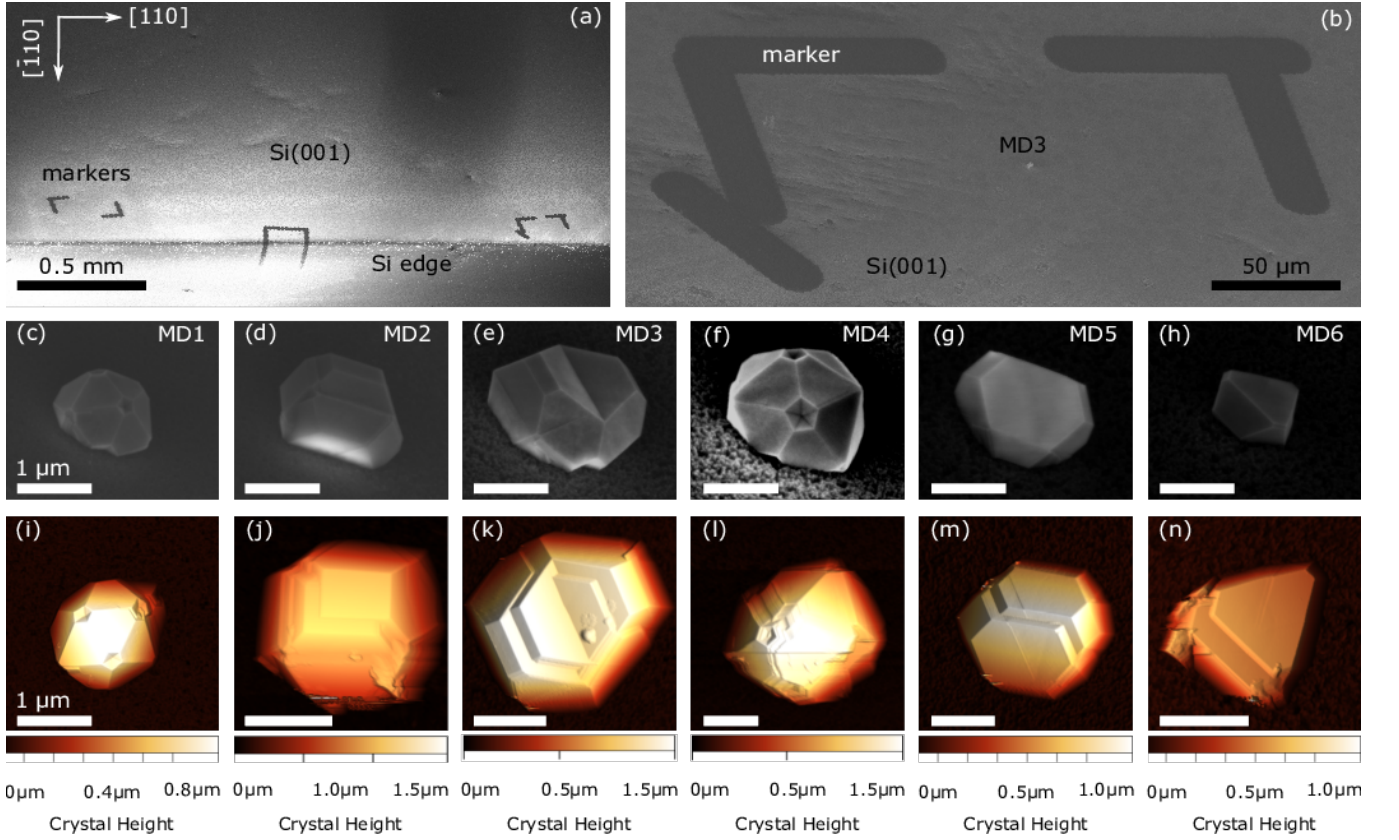 [110]
[1̄10]
(a)
markers
Si(001)
0.5 mm
Si edge
(b)
marker
MD3
Si(001)
50 µm
(c) MD1
1 µm
(d) MD2
(e) MD3
(f) MD4
(g) MD5
(h) MD6
(i)
1 µm
(j)
(k)
(l)
(m)
(n)
0µm 0.4µm 0.8µm
Crystal Height
0µm 1.0µm 1.5µm
Crystal Height
0µm 0.5µm 1.5µm
Crystal Height
0µm 0.5µm 1.5µm
Crystal Height
0µm 0.5µm 1.0µm
Crystal Height
0µm 0.5µm 1.0µm
Crystal Height